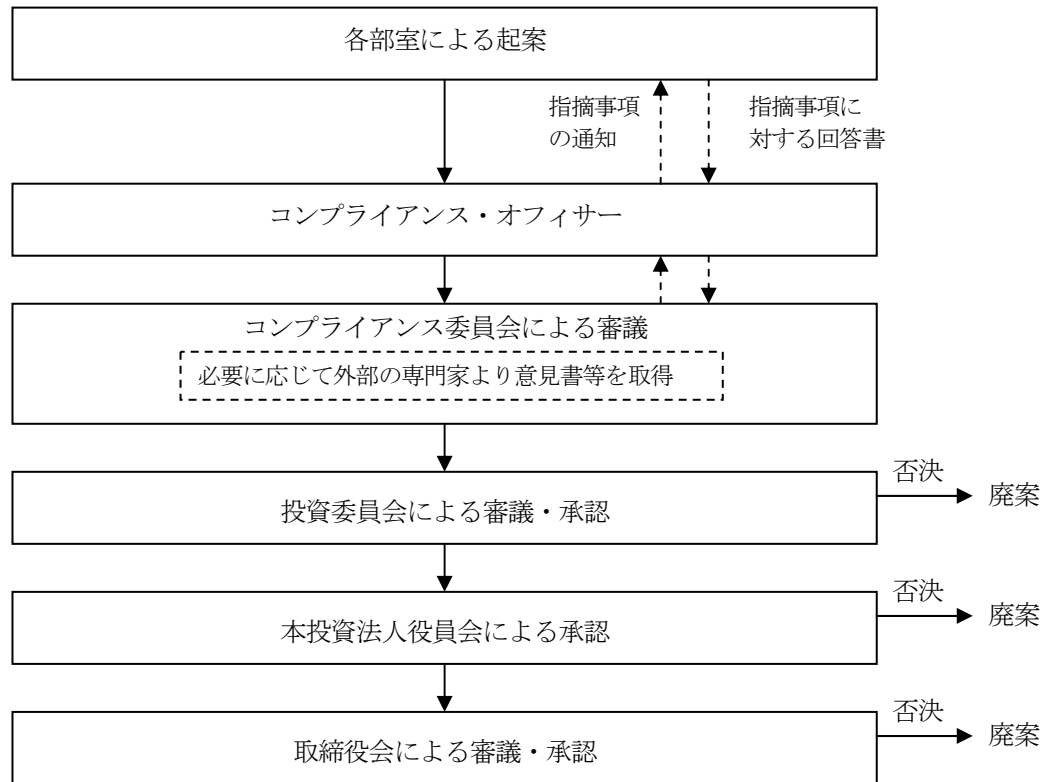 各部室による起案
指摘事項
の通知
指摘事項に
対する回答書
コンプライアンス・オフィサー
コンプライアンス委員会による審議
必要に応じて外部の専門家より意見書等を取得
否決
投資委員会による審議・承認
廃案
否決
本投資法人役員会による承認
廃案
否決
取締役会による審議・承認
廃案